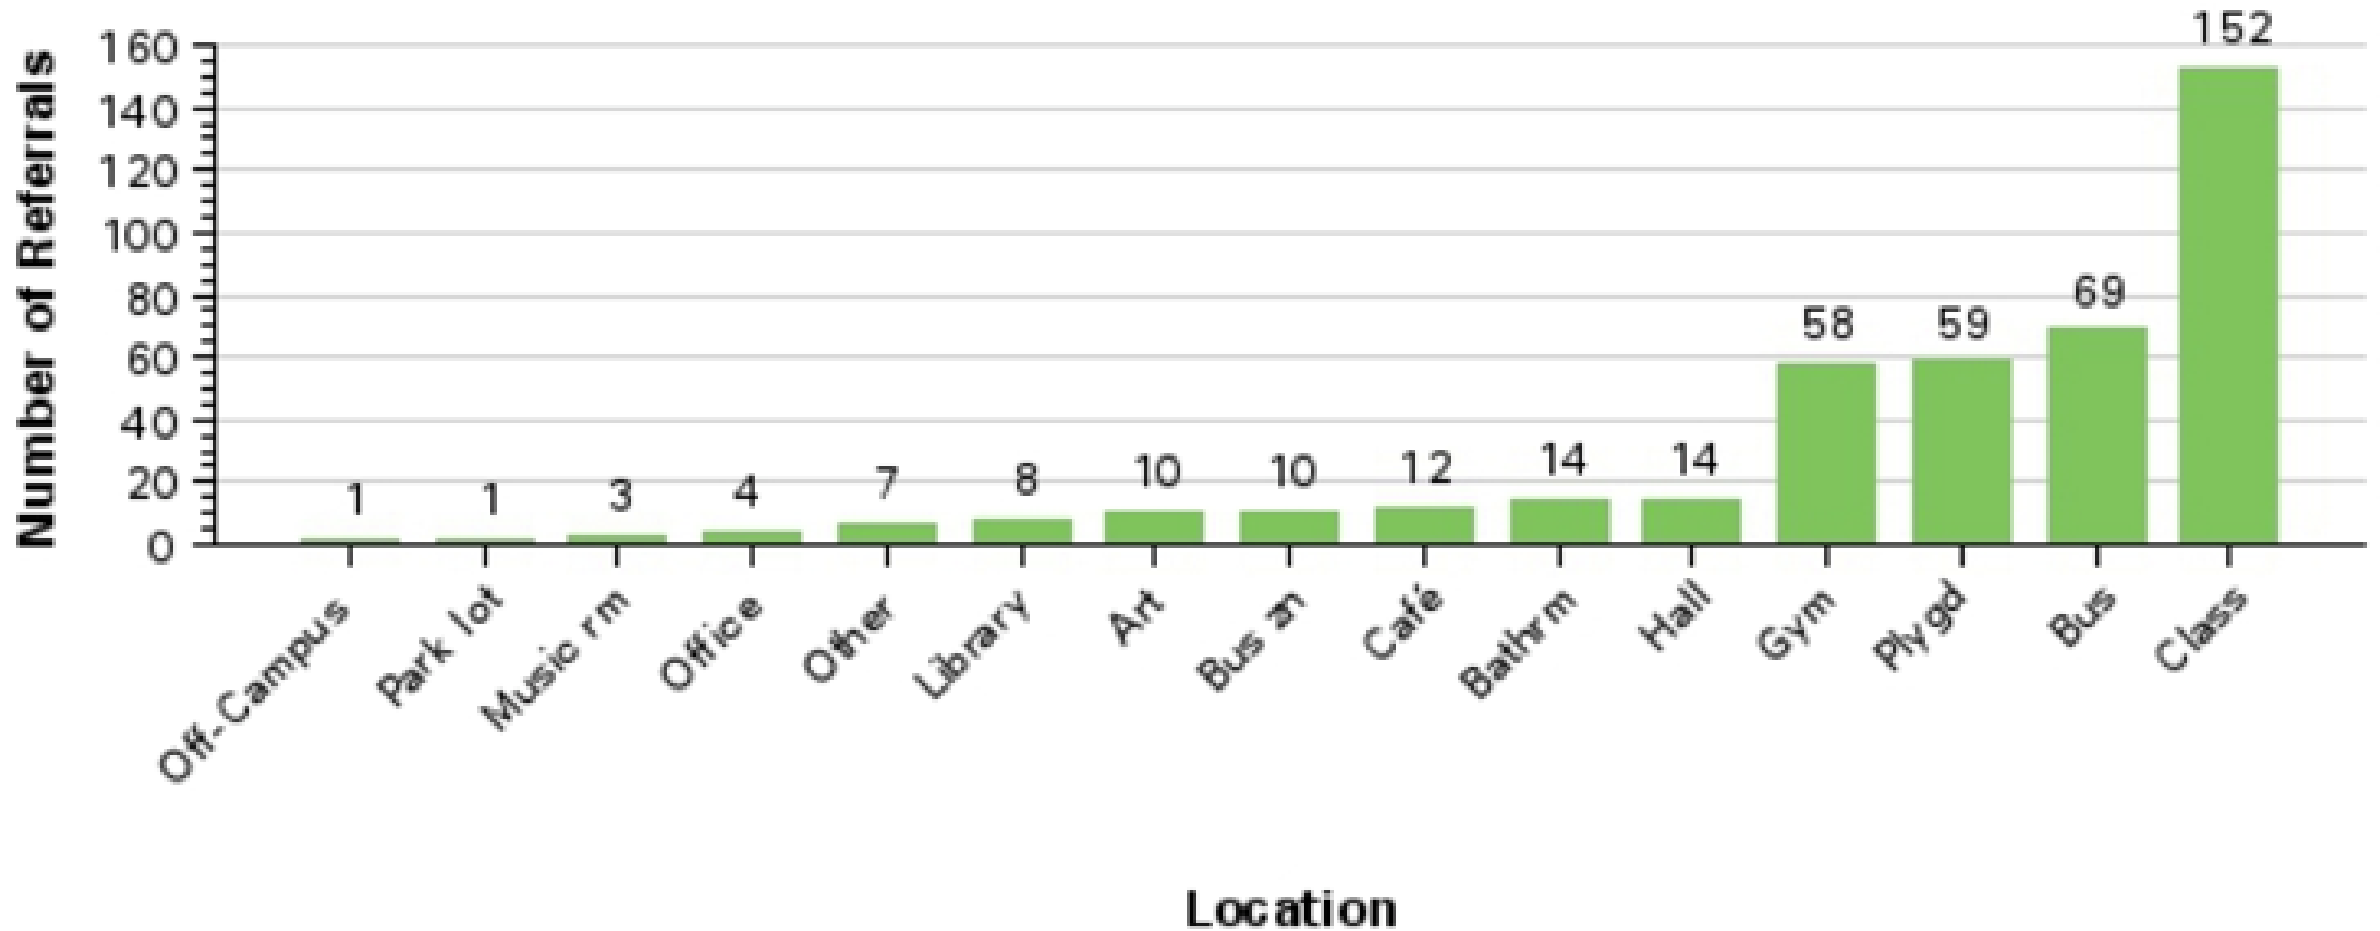 Number of Referrals
160
140
120
100
80
60
40
20
0
1
1
3
4
7
8
10
10
12
14
14
58
59
69
152
Off-Campus
Park lot
Music rm
Office
Other
Library
Art
Bus zn
Café
Bathrm
Hall
Gym
Plygd
Bus
Class
Location